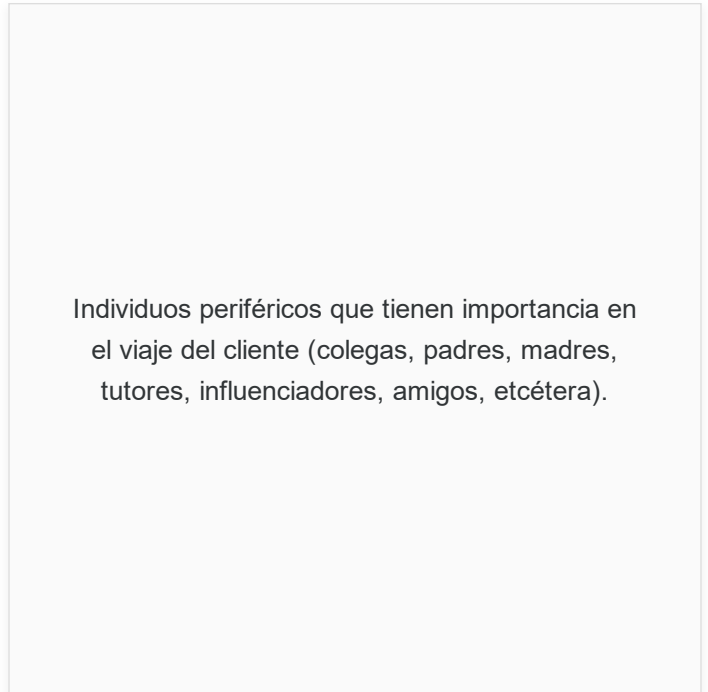 Individuos periféricos que tienen importancia en
el viaje del cliente (colegas, padres, madres,
tutores, influenciadores, amigos, etcétera).